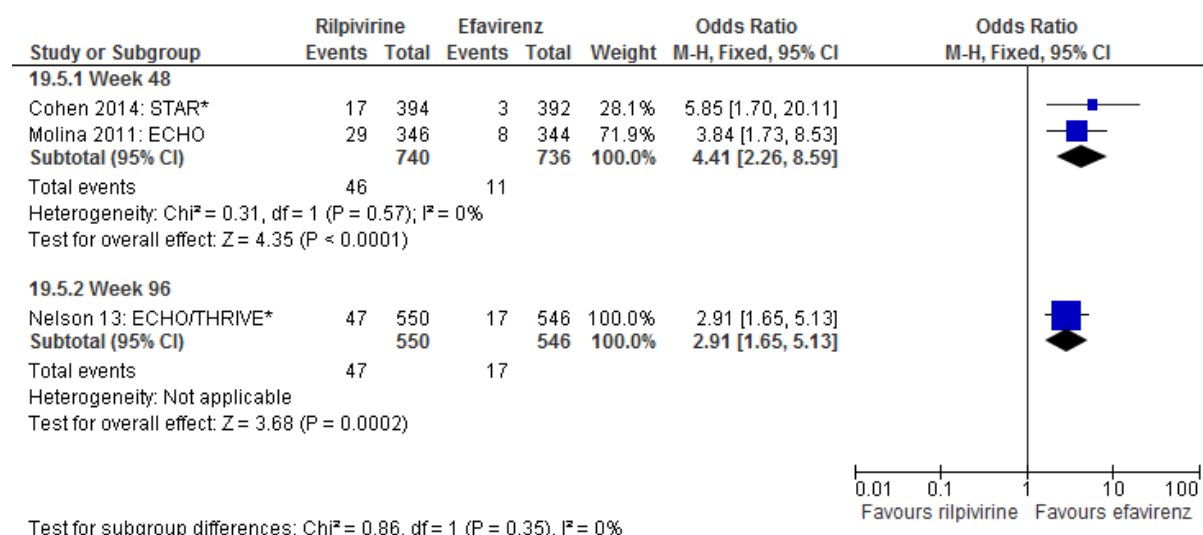 Rilpivirine Efavirenz Odds Ratio Odds Ratio
Study or Subgroup Events Total Events Total Weight M-H, Fixed, 95% CI M-H, Fixed, 95% CI
19.5.1 Week 48
Cohen 2014: STAR* 17 394 3 392 28.1% 5.85 [1.70, 20.11]
Molina 2011: ECHO 29 346 8 344 71.9% 3.84 [1.73, 8.53]
Subtotal (95% CI) 740 736 100.0% 4.41 [2.26, 8.59]
Total events 46 11
Heterogeneity: Chi² = 0.31, df = 1 (P = 0.57); I² = 0%
Test for overall effect: Z = 4.35 (P < 0.0001)
19.5.2 Week 96
Nelson 13: ECHO/THRIVE* 47 550 17 546 100.0% 2.91 [1.65, 5.13]
Subtotal (95% CI) 550 546 100.0% 2.91 [1.65, 5.13]
Total events 47 17
Heterogeneity: Not applicable
Test for overall effect: Z = 3.68 (P = 0.0002)
0.01 0.1 1 10 100
Favours rilpivirine Favours efavirenz
Test for subgroup differences: Chi² = 0.86, df = 1 (P = 0.35), I² = 0%